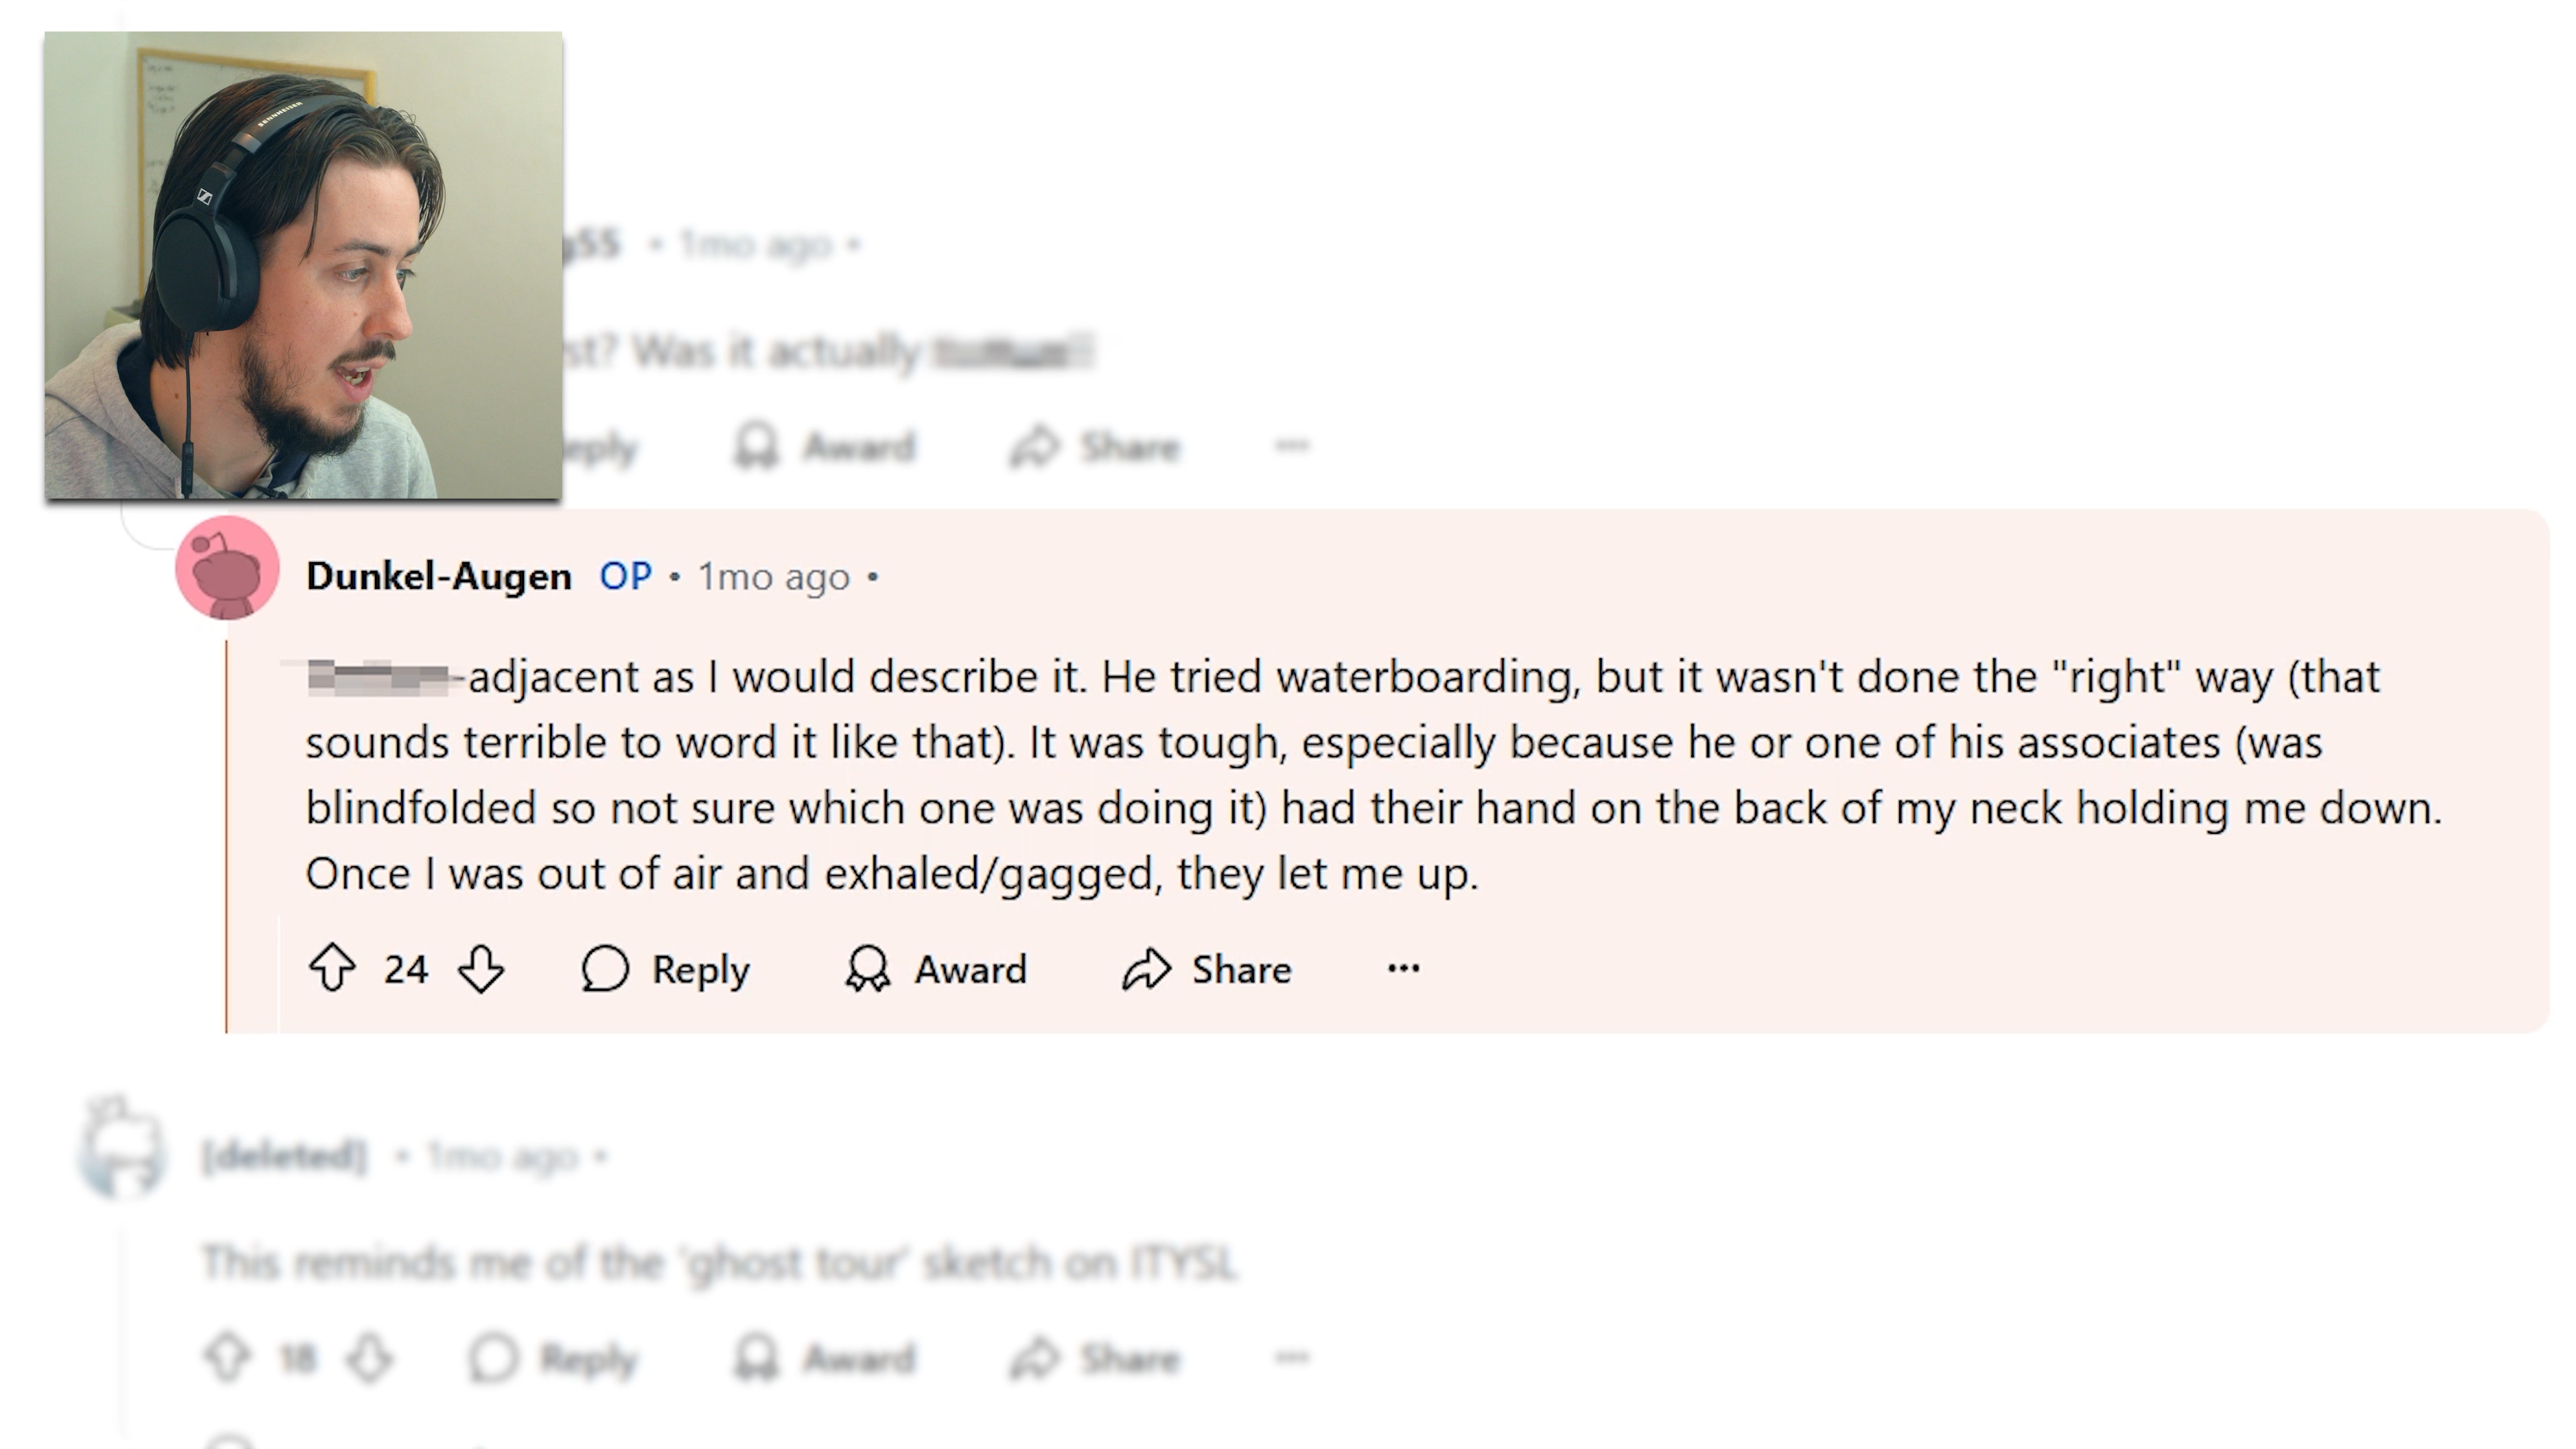 SENNHEISER
g55 • 1mo ago •
st? Was it actually
eply Award Share ...
Dunkel-Augen OP • 1mo ago •
-adjacent as I would describe it. He tried waterboarding, but it wasn't done the "right" way (that
sounds terrible to word it like that). It was tough, especially because he or one of his associates (was
blindfolded so not sure which one was doing it) had their hand on the back of my neck holding me down.
Once I was out of air and exhaled/gagged, they let me up.
24 Reply Award Share ...
[deleted] • 1mo ago •
This reminds me of the 'ghost tour' sketch on ITYSL
18 Reply Award Share ...